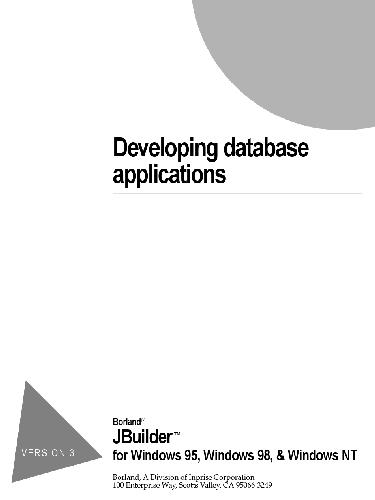 Developing database
applications
VERSION 3
Borland®
JBuilder™
for Windows 95, Windows 98, & Windows NT
Borland, A Division of Inprise Corporation
100 Enterprise Way, Scotts Valley, CA 95066-3249